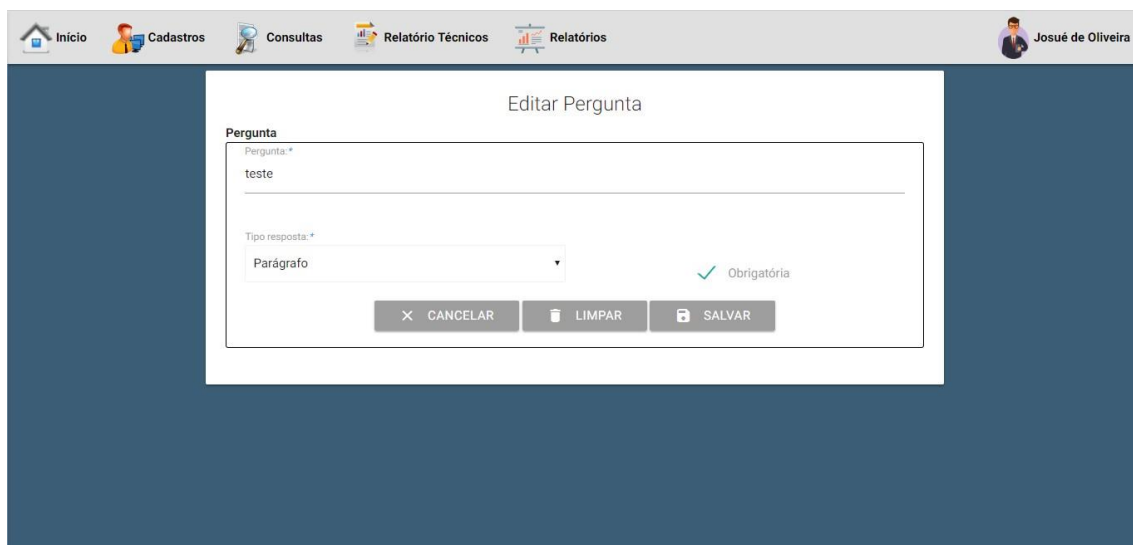 Início Cadastros Consultas Relatório Técnicos Relatórios Josué de Oliveira
Editar Pergunta
Pergunta
Pergunta:*
teste
Tipo resposta:*
Parágrafo
Obrigatória
CANCELAR LIMPAR SALVAR